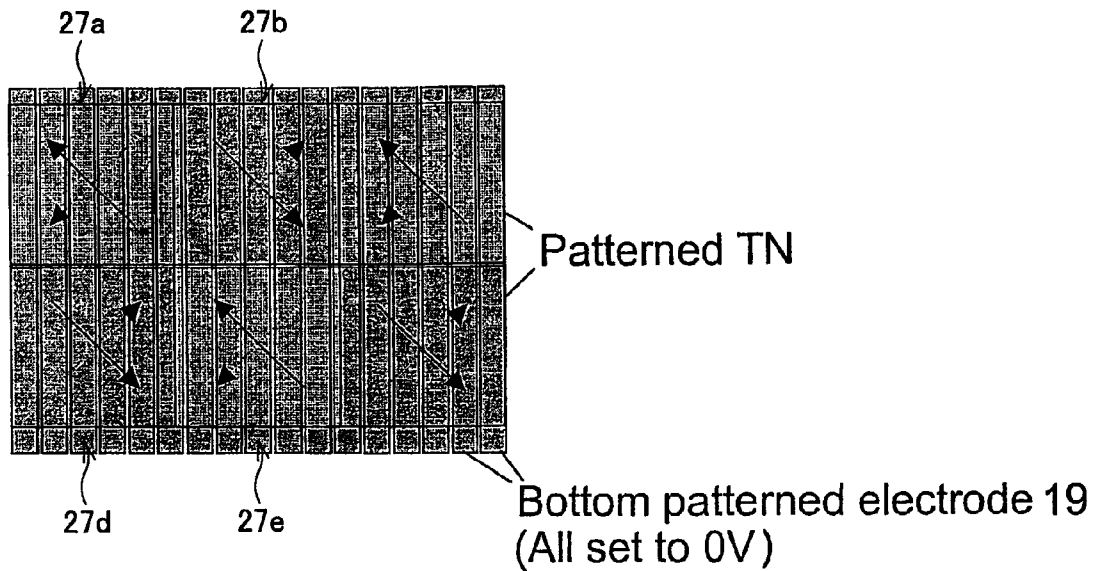 27a
27b
Patterned TN
27d
27e
Bottom patterned electrode 19
(All set to 0V)